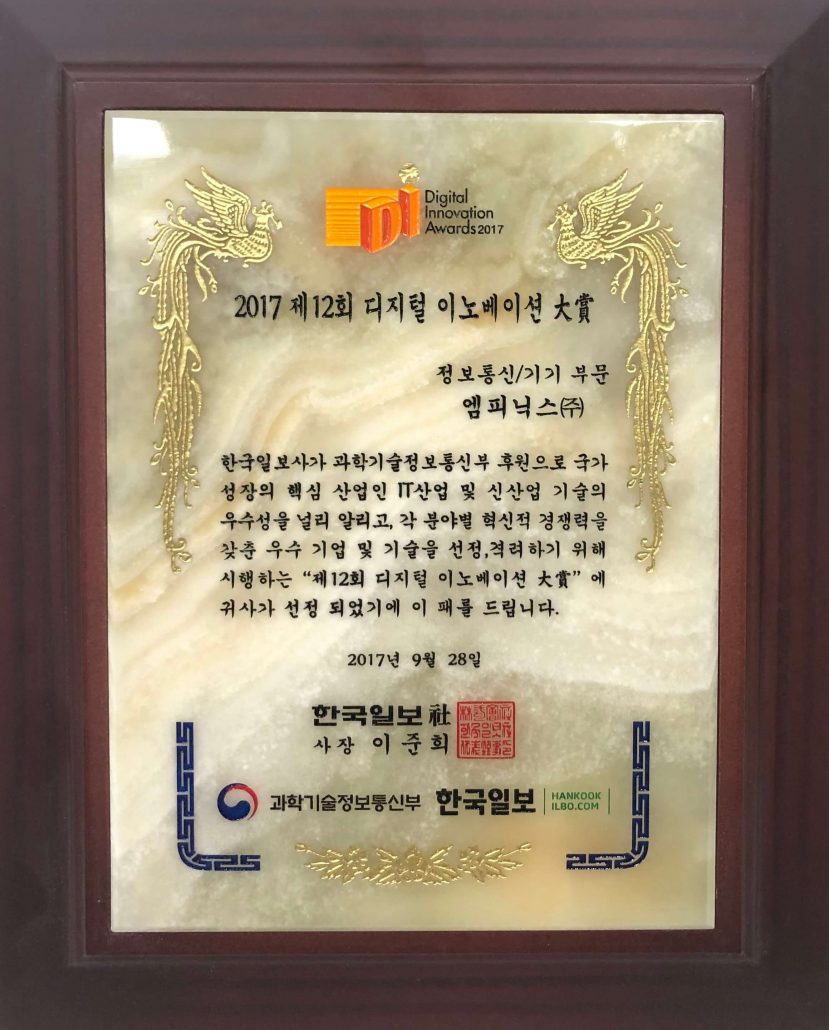 Digital
Innovation
Awards 2017
2017 제12회 디지털 이노베이션 大賞
정보통신/기기 부문
엠피닉스㈜
한국일보사가 과학기술정보통신부 후원으로 국가
성장의 핵심 산업인 IT산업 및 신산업 기술의
우수성을 널리 알리고, 각 분야별 혁신적 경쟁력을
갖춘 우수 기업 및 기술을 선정,격려하기 위해
시행하는 “제12회 디지털 이노베이션 大賞” 에
귀사가 선정 되었기에 이 패를 드립니다.
2017년 9월 28일
한국일보社
사장 이준희
과학기술정보통신부 한국일보 HANKOOK
ILBO.COM